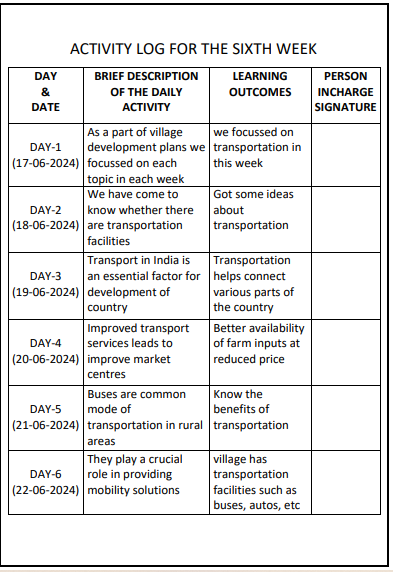 ACTIVITY LOG FOR THE SIXTH WEEK
DAY
&
DATE
BRIEF DESCRIPTION
OF THE DAILY
ACTIVITY
LEARNING
OUTCOMES
PERSON
INCHARGE
SIGNATURE
DAY-1
(17-06-2024)
As a part of village
development plans we
focussed on each
topic in each week
we focussed on
transportation in
this week
DAY-2
(18-06-2024)
We have come to
know whether there
are transportation
facilities
Got some ideas
about
transportation
DAY-3
(19-06-2024)
Transport in India is
an essential factor for
development of
country
Transportation
helps connect
various parts of
the country
DAY-4
(20-06-2024)
Improved transport
services leads to
improve market
centres
Better availability
of farm inputs at
reduced price
DAY-5
(21-06-2024)
Buses are common
mode of
transportation in rural
areas
Know the
benefits of
transportation
DAY-6
(22-06-2024)
They play a crucial
role in providing
mobility solutions
village has
transportation
facilities such as
buses, autos, etc